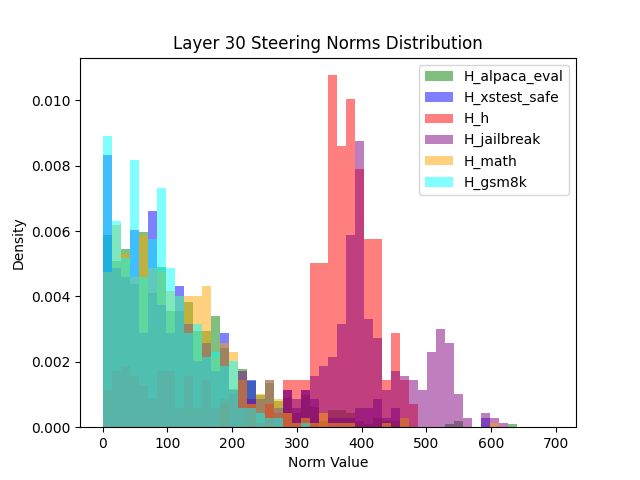 Layer 30 Steering Norms Distribution
H_alpaca_eval
H_xstest_safe
H_h
H_jailbreak
H_math
H_gsm8k
0.010
0.008
0.006
0.004
0.002
0.000
Density
0 100 200 300 400 500 600 700
Norm Value